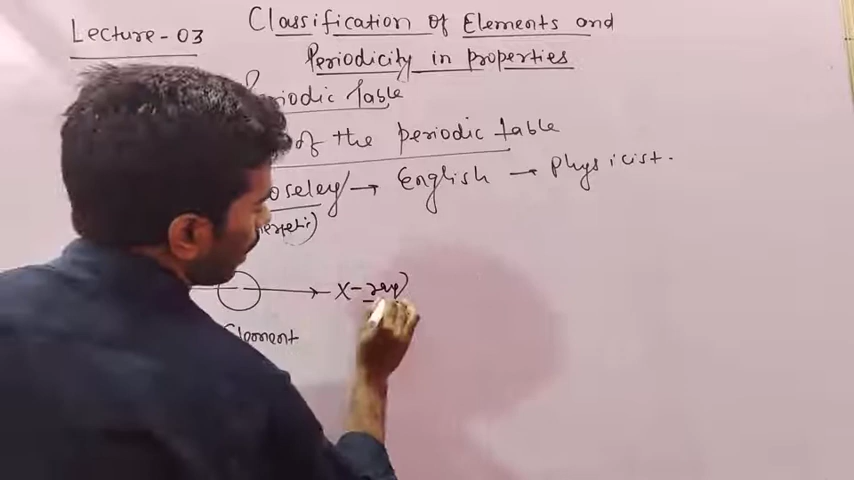 Lecture-03
Classification of Elements and
Periodicity in properties
Periodic Table
of the periodic table
oseley → English → Physicist.
X-ray
Element